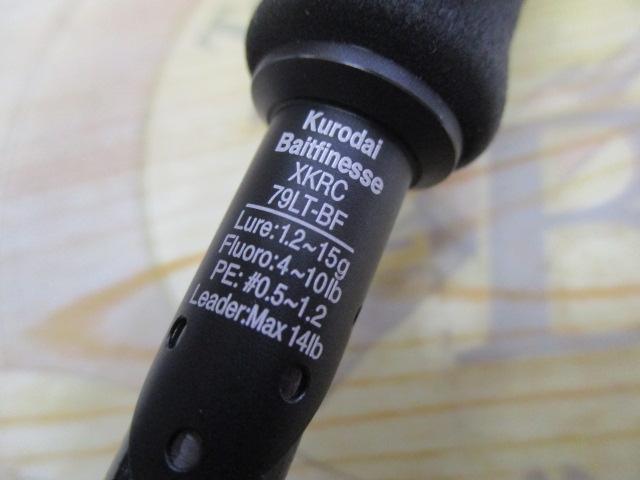 Kurodai
Baitfinesse
XKRC
79LT-BF
Lure:1.2~15g
Fluoro:4~10lb
PE: #0.5~1.2
Leader:Max 14lb